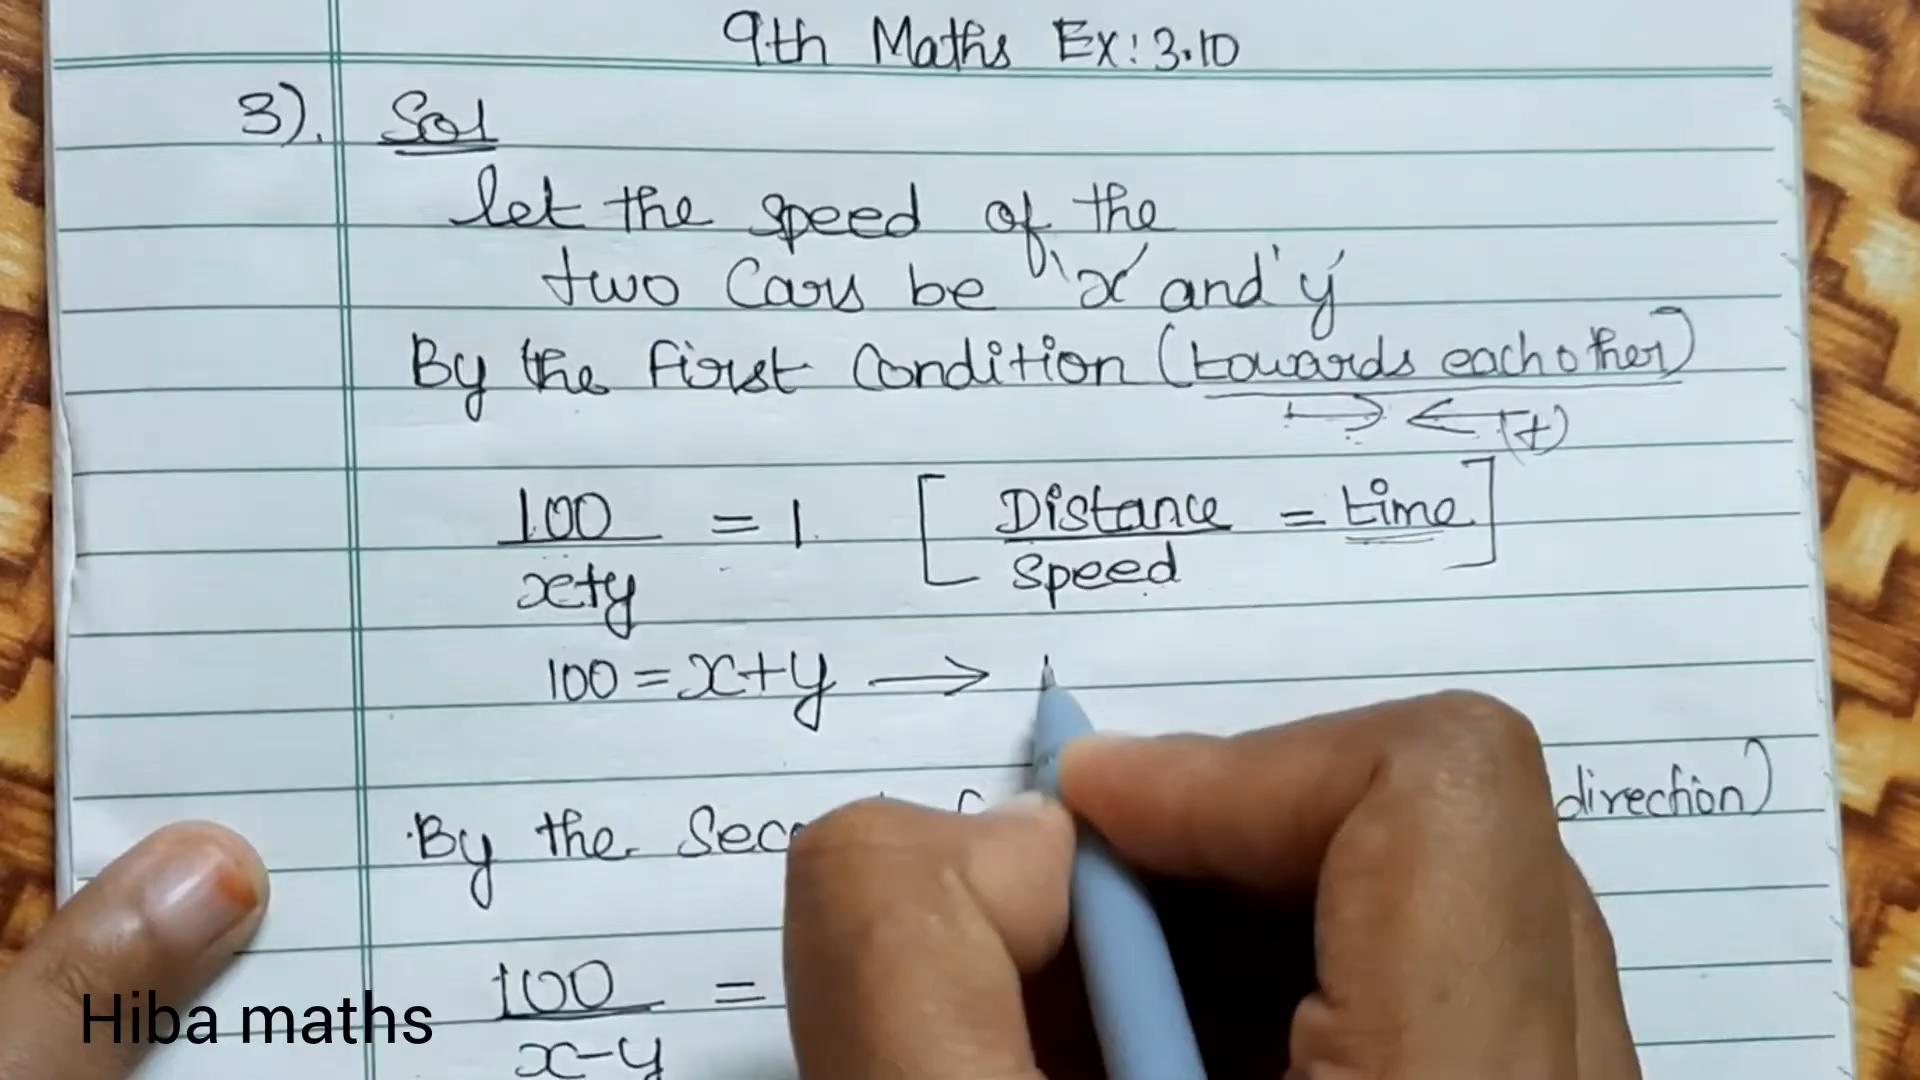 9th Maths Ex: 3.10
3). Sol
let the speed of the
two Cars be 'x' and 'y'
By the first Condition (towards each other)
(+)
100 / x+y = 1 [Distance / Speed = time]
100 = x+y →
By the direction)
100 / x-y =
Hiba maths